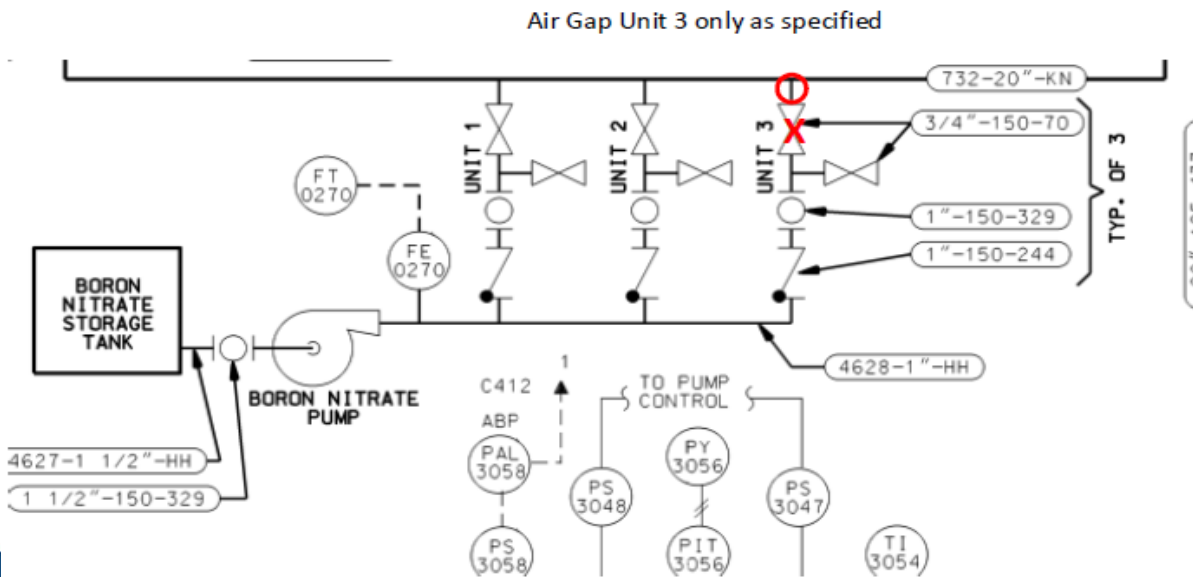 Air Gap Unit 3 only as specified
732-20"-KN
UNIT 1
UNIT 2
UNIT 3
X
3/4"-150-70
TYP. OF 3
FT
0270
1"-150-329
FE
0270
1"-150-244
BORON
NITRATE
STORAGE
TANK
4628-1"-HH
BORON NITRATE
PUMP
1
C412
TO PUMP
CONTROL
ABP
4627-1 1/2"-HH
PAL
3058
PY
3056
1 1/2"-150-329
PS
3048
PS
3047
PS
3058
PIT
3056
TI
3054